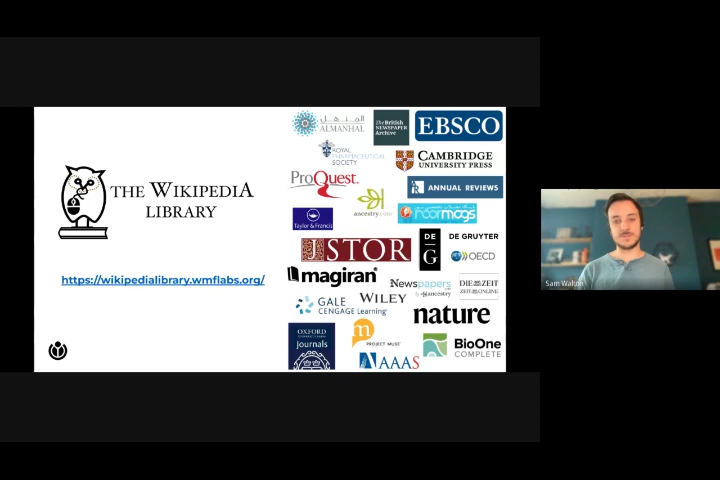 THE WIKIPEDIA
LIBRARY
https://wikipedialibrary.wmflabs.org/
المنهل
ALMANHAL
The British
NEWSPAPER
Archive
EBSCO
ROYAL
PHARMACEUTICAL
SOCIETY
CAMBRIDGE
UNIVERSITY PRESS
ProQuest
ANNUAL REVIEWS
ancestry.com
Taylor & Francis
noormags
JSTOR
DE
G
DE GRUYTER
OECD
magiran
Newspapers
by ancestry
DIE ZEIT
ZEIT ONLINE
GALE
CENGAGE Learning
WILEY
nature
OXFORD
Journals
PROJECT MUSE
AAAS
BioOne
COMPLETE
Sam Walton